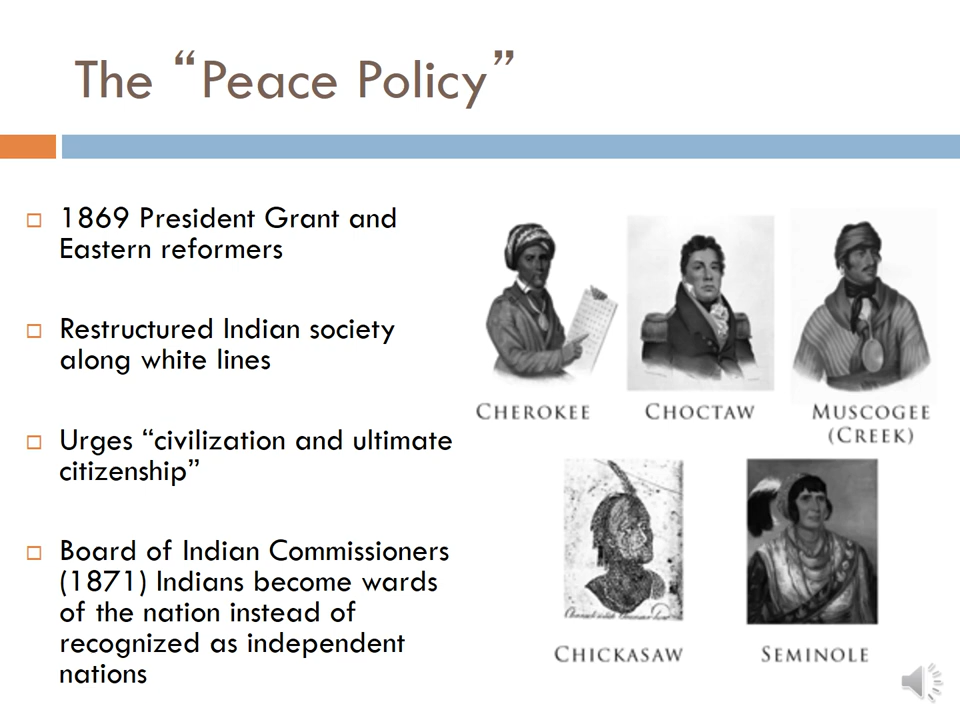 The “Peace Policy”
1869 President Grant and
Eastern reformers
Restructured Indian society
along white lines
Urges “civilization and ultimate
citizenship”
Board of Indian Commissioners
(1871) Indians become wards
of the nation instead of
recognized as independent
nations
CHEROKEE
CHOCTAW
MUSCOGEE
(CREEK)
CHICKASAW
SEMINOLE